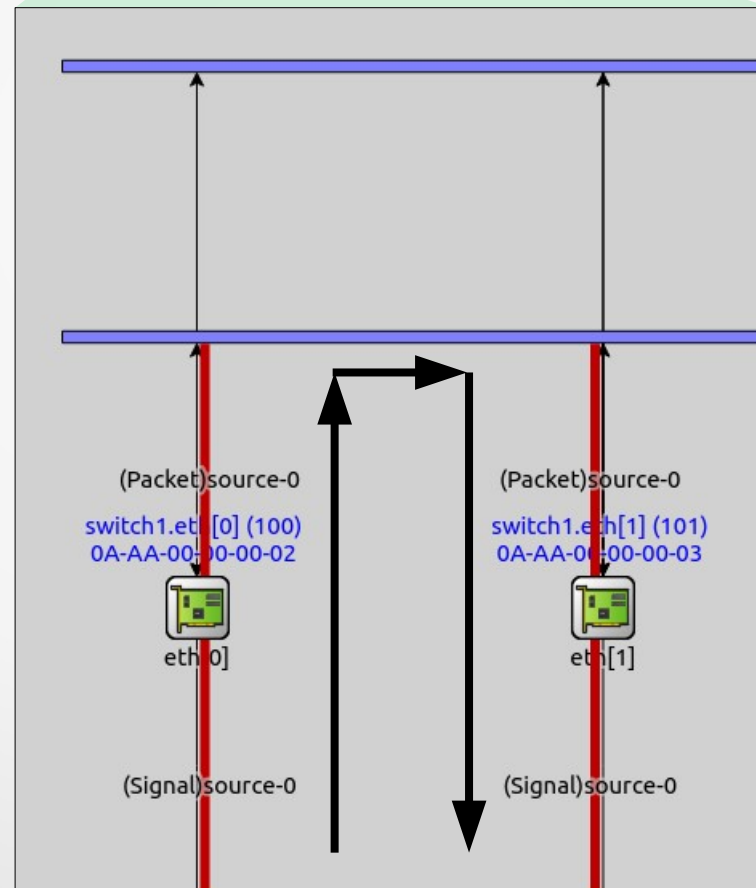 (Packet)source-0
switch1.eth[0] (100)
0A-AA-00-00-00-02
eth[0]
(Signal)source-0
(Packet)source-0
switch1.eth[1] (101)
0A-AA-00-00-00-03
eth[1]
(Signal)source-0